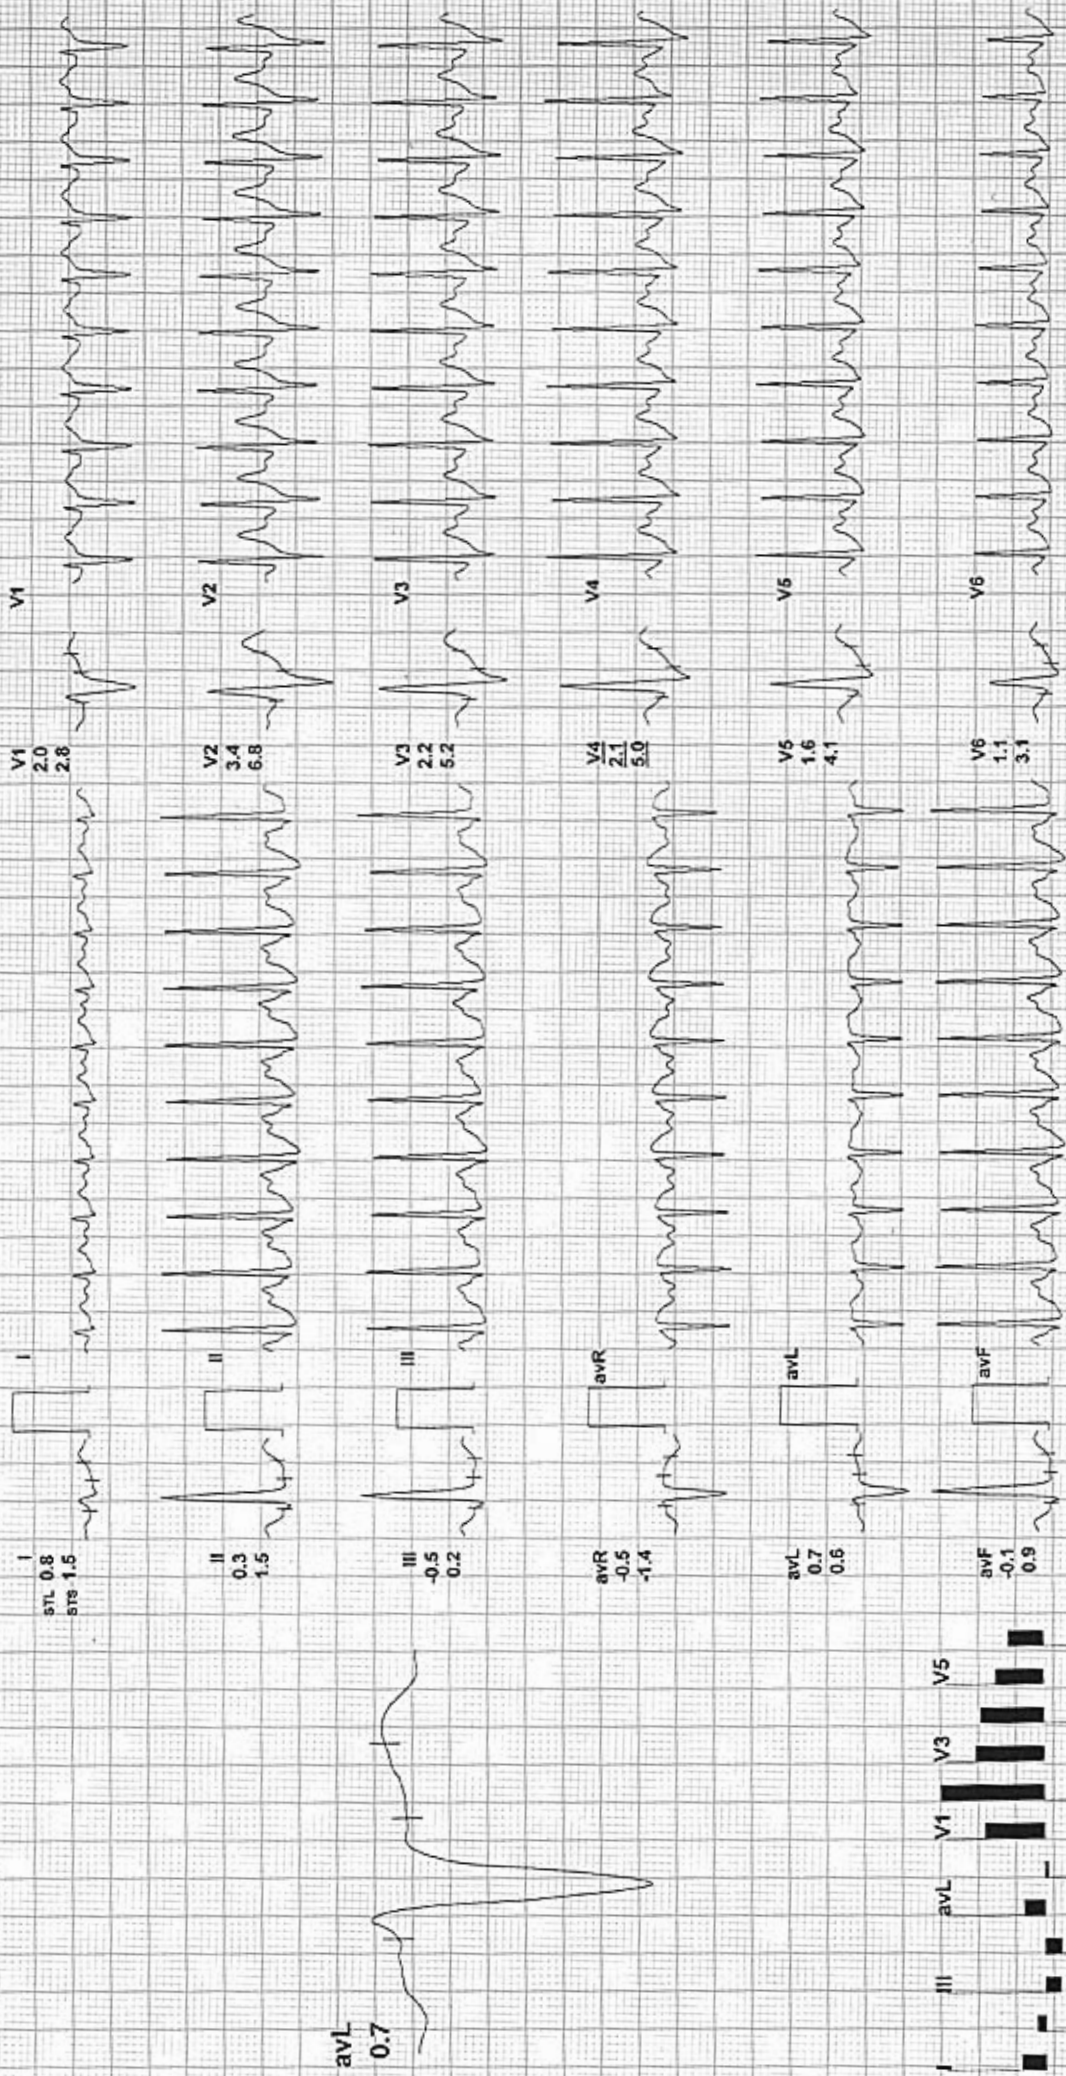 avL
0.7
I III avL V1 V3 V5
I
STL 0.8
STS 1.5
II
0.3
1.5
III
-0.5
0.2
avR
-0.5
-1.4
avL
0.7
0.6
avF
-0.1
0.9
I
II
III
avR
avL
avF
V1
2.0
2.8
V2
3.4
6.8
V3
2.2
5.2
V4
2.1
5.0
V5
1.6
4.1
V6
1.1
3.1
V1
V2
V3
V4
V5
V6